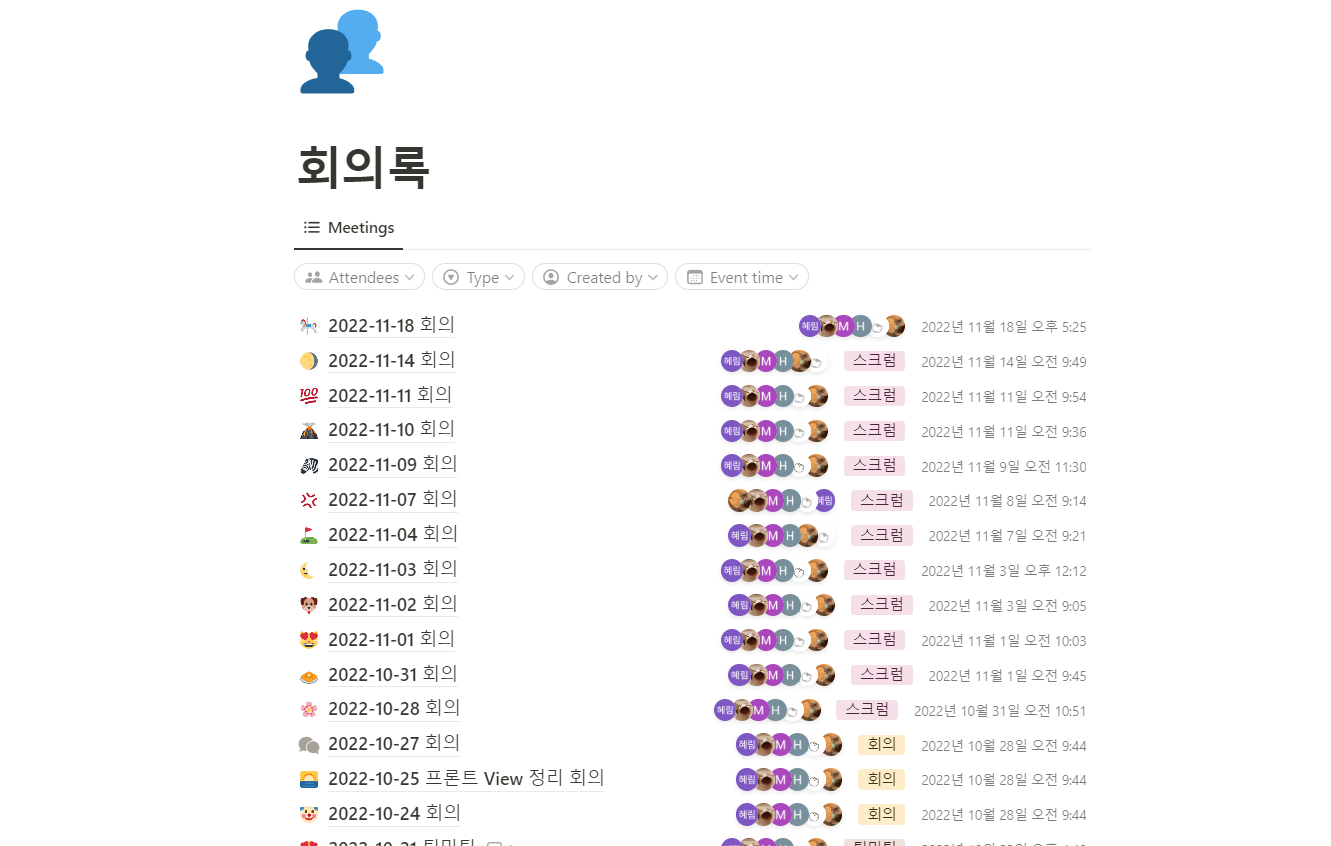 회의록
Meetings
Attendees Type Created by Event time
2022-11-18 회의 혜림 M H 2022년 11월 18일 오후 5:25
2022-11-14 회의 혜림 M H 스크럼 2022년 11월 14일 오전 9:49
100 2022-11-11 회의 혜림 M H 스크럼 2022년 11월 11일 오전 9:54
2022-11-10 회의 혜림 M H 스크럼 2022년 11월 11일 오전 9:36
2022-11-09 회의 혜림 M H 스크럼 2022년 11월 9일 오전 11:30
2022-11-07 회의 M H 혜림 스크럼 2022년 11월 8일 오전 9:14
2022-11-04 회의 혜림 M H 스크럼 2022년 11월 7일 오전 9:21
2022-11-03 회의 혜림 M H 스크럼 2022년 11월 3일 오후 12:12
2022-11-02 회의 혜림 M H 스크럼 2022년 11월 3일 오전 9:05
2022-11-01 회의 혜림 M H 스크럼 2022년 11월 1일 오전 10:03
2022-10-31 회의 혜림 M H 스크럼 2022년 11월 1일 오전 9:45
2022-10-28 회의 혜림 M H 스크럼 2022년 10월 31일 오전 10:51
2022-10-27 회의 혜림 M H 회의 2022년 10월 28일 오전 9:44
2022-10-25 프론트 View 정리 회의 혜림 M H 회의 2022년 10월 28일 오전 9:44
2022-10-24 회의 혜림 M H 회의 2022년 10월 28일 오전 9:44